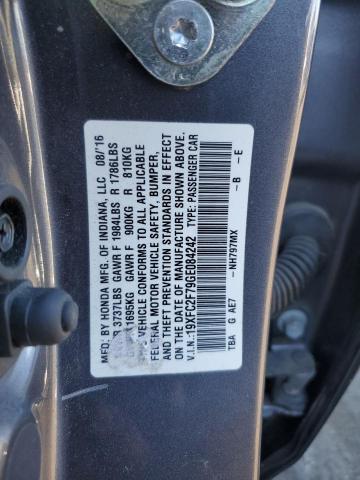 MFD. BY HONDA MFG. OF INDIANA, LLC 08/'16
3737LBS GAWR F 1984LBS R 1786LBS
1695KG GAWR F 900KG R 810KG
VEHICLE CONFORMS TO ALL APPLICABLE
FEDERAL MOTOR VEHICLE SAFETY, BUMPER,
AND THEFT PREVENTION STANDARDS IN EFFECT
ON THE DATE OF MANUFACTURE SHOWN ABOVE.
V.I.N.:19XFC2F79GE084242 TYPE: PASSENGER CAR
TBA G AE7 -NH797MX -B -E